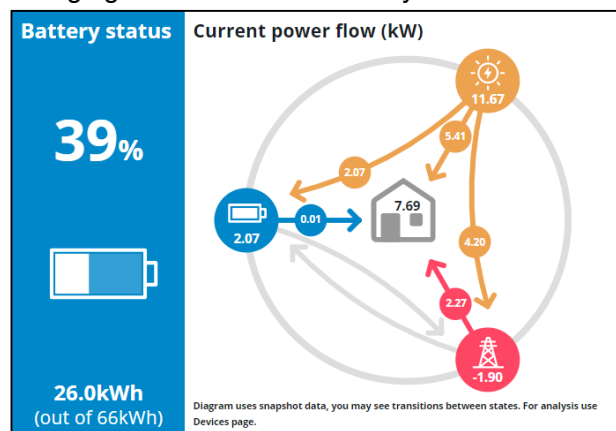 Battery status
39%
26.0kWh
(out of 66kWh)
Current power flow (kW)
11.67
5.41
2.07
7.69
0.01
2.07
4.20
2.27
-1.90
Diagram uses snapshot data, you may see transitions between states. For analysis use
Devices page.